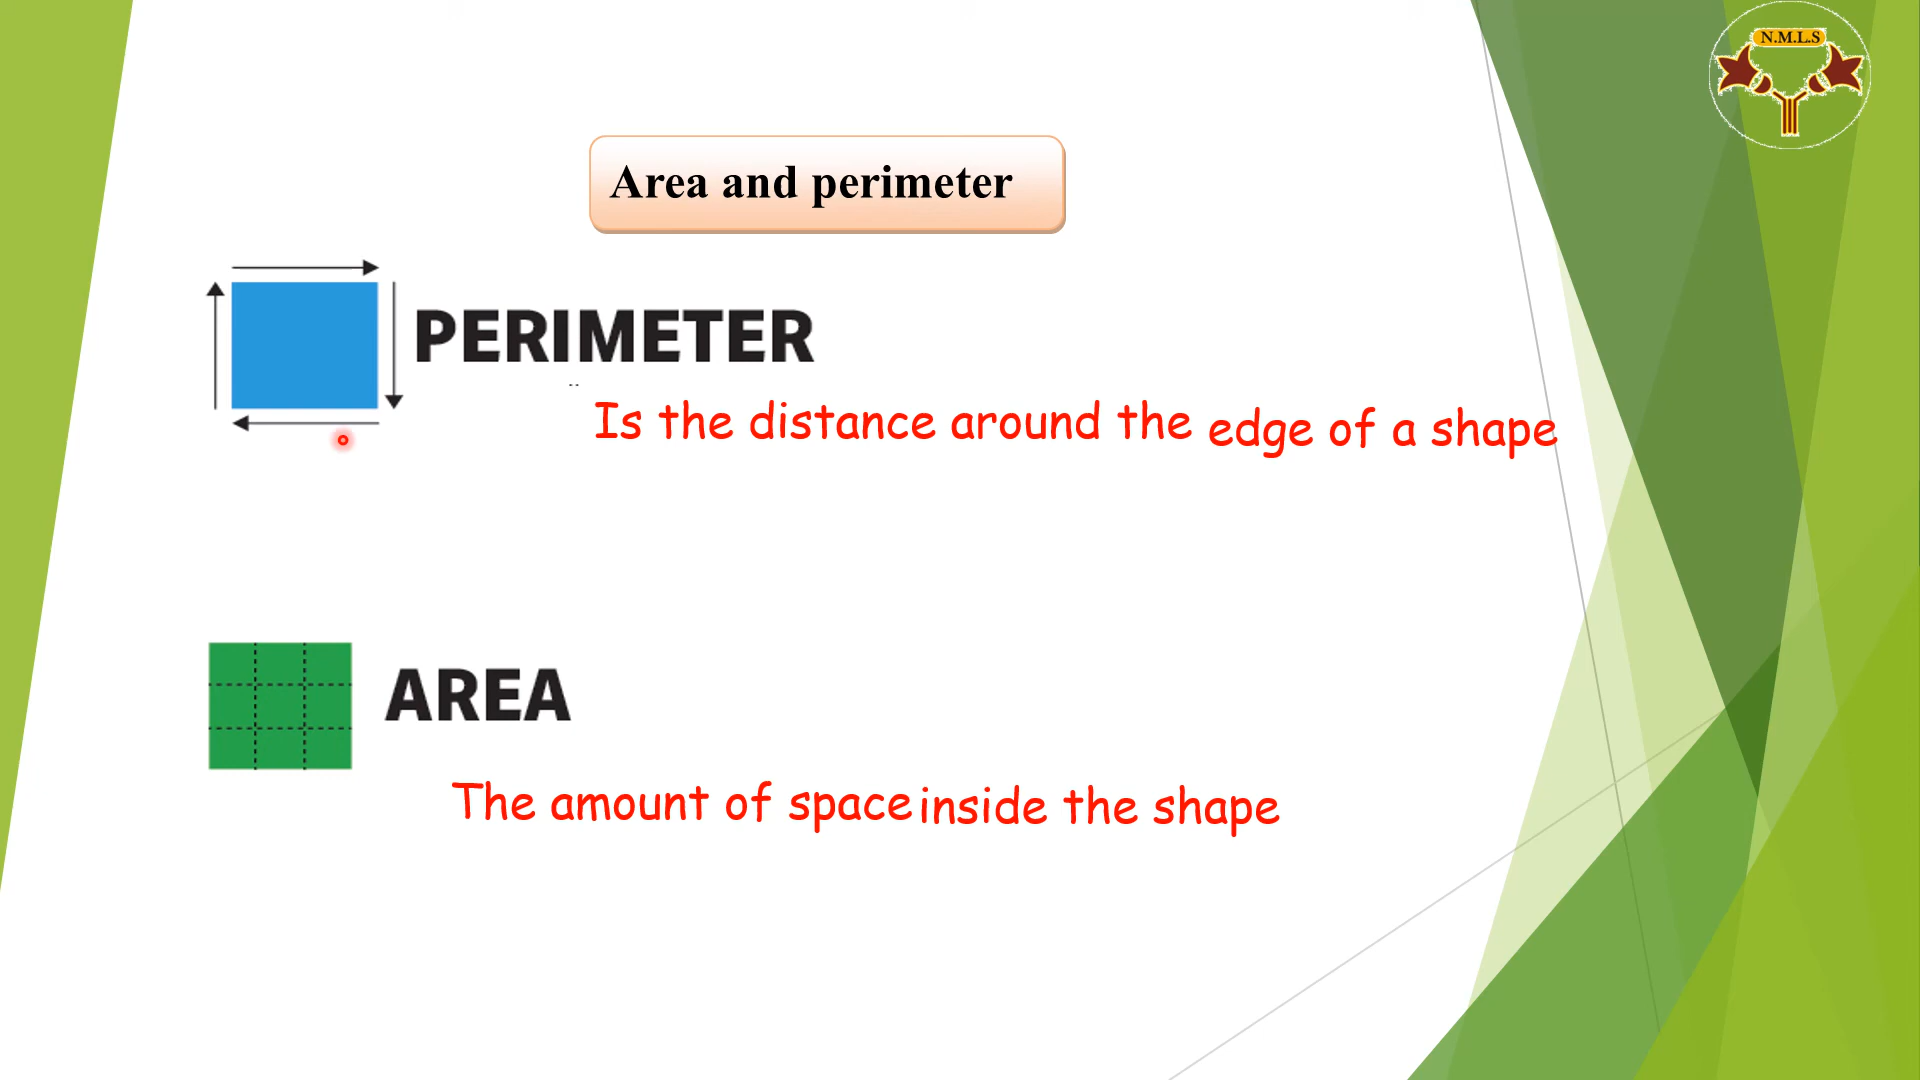 N.M.L.S
Area and perimeter
PERIMETER
Is the distance around the edge of a shape
AREA
The amount of space inside the shape